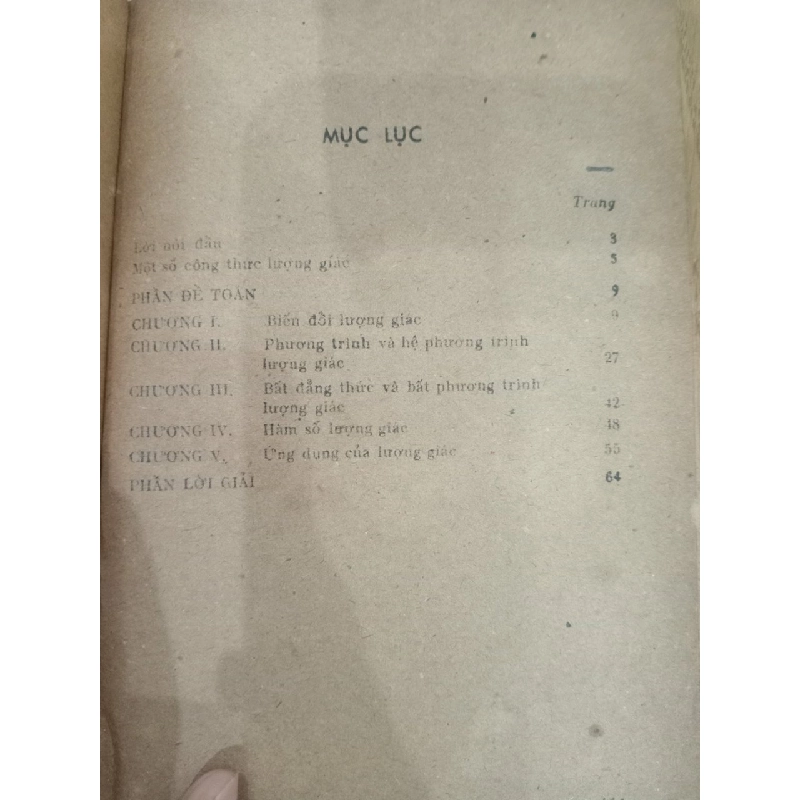 MỤC LỤC
Trang
Lời nói đầu 3
Một số công thức lượng giác 5
PHẦN ĐỀ TOÁN 9
CHƯƠNG I. Biến đổi lượng giác 9
CHƯƠNG II. Phương trình và hệ phương trình
lượng giác 27
CHƯƠNG III. Bất đẳng thức và bất phương trình
lượng giác 42
CHƯƠNG IV. Hàm số lượng giác 48
CHƯƠNG V. Ứng dụng của lượng giác 55
PHẦN LỜI GIẢI 64